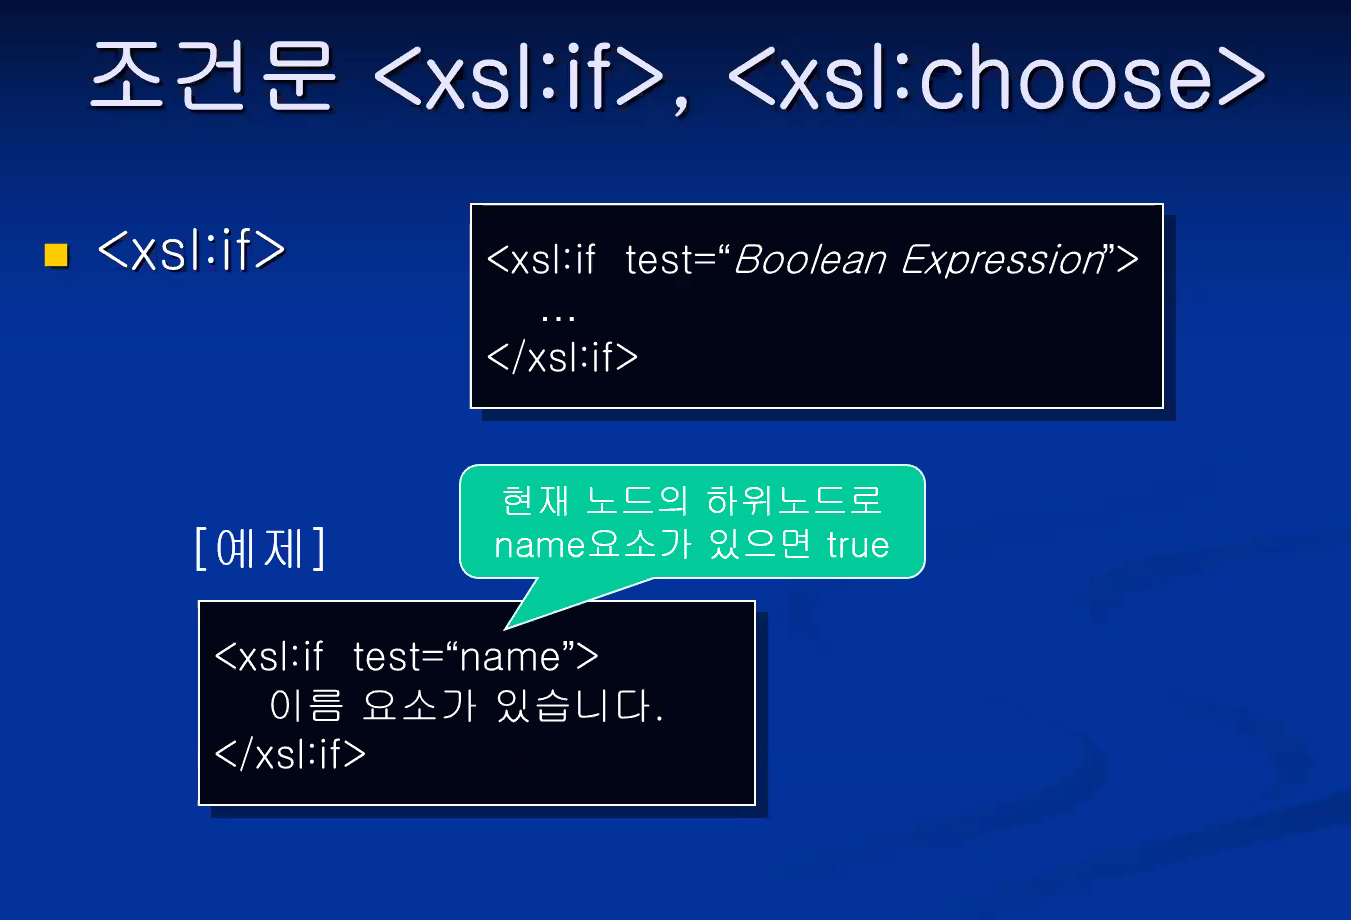 조건문 <xsl:if>, <xsl:choose>
<xsl:if>
<xsl:if test=“Boolean Expression”>
...
</xsl:if>
현재 노드의 하위노드로
name요소가 있으면 true
[예제]
<xsl:if test=“name”>
이름 요소가 있습니다.
</xsl:if>